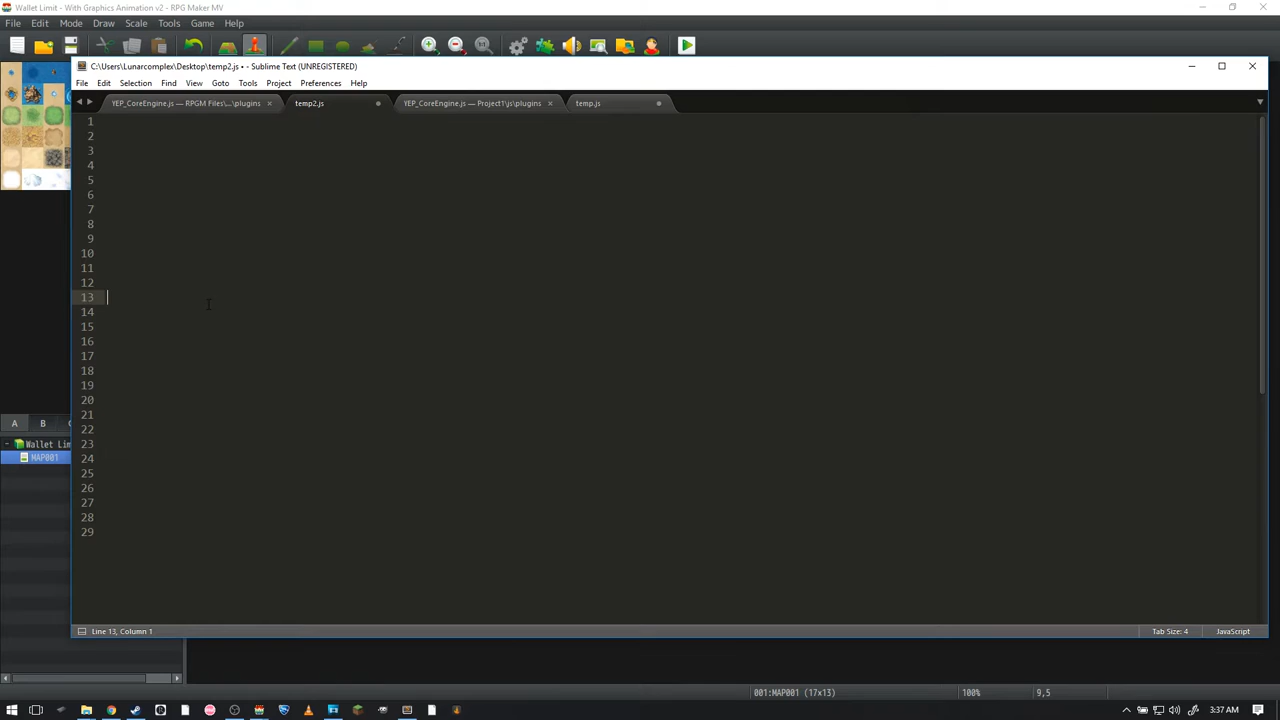 Wallet Limit - With Graphics Animation v2 - RPG Maker MV
File Edit Mode Draw Scale Tools Game Help
C:\Users\Lunarcomplex\Desktop\temp2.js • - Sublime Text (UNREGISTERED)
File Edit Selection Find View Goto Tools Project Preferences Help
YEP_CoreEngine.js — RPGM Files\...\plugins temp2.js YEP_CoreEngine.js — Project1\js\plugins temp.js
1
2
3
4
5
6
7
8
9
10
11
12
13
14
15
16
17
18
19
20
21
22
23
24
25
26
27
28
29
A B
Wallet Lim
MAP001
Line 13, Column 1 Tab Size: 4 JavaScript
001:MAP001 (17x13) 100% 9,5
3:37 AM